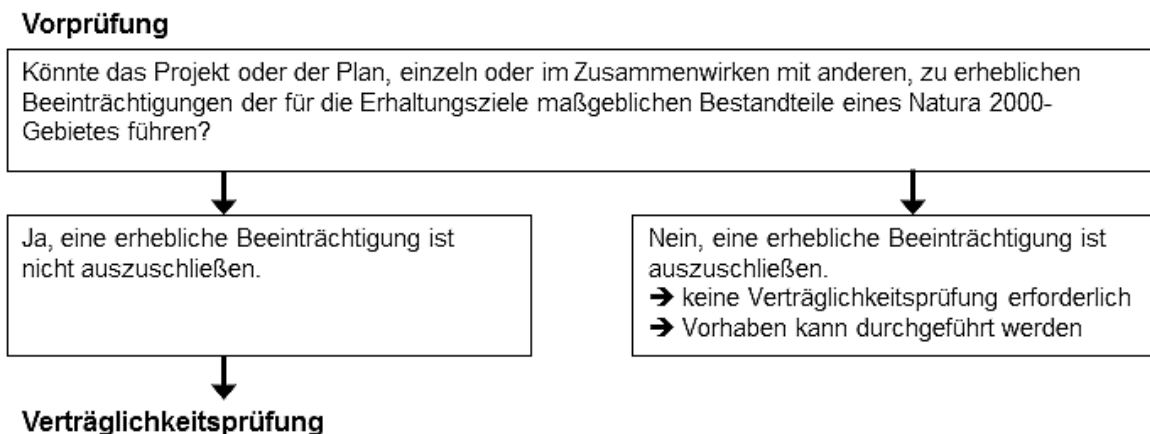 Vorprüfung
Könnte das Projekt oder der Plan, einzeln oder im Zusammenwirken mit anderen, zu erheblichen
Beeinträchtigungen der für die Erhaltungsziele maßgeblichen Bestandteile eines Natura 2000-
Gebietes führen?
Ja, eine erhebliche Beeinträchtigung ist
nicht auszuschließen.
Nein, eine erhebliche Beeinträchtigung ist
auszuschließen.
➔ keine Verträglichkeitsprüfung erforderlich
➔ Vorhaben kann durchgeführt werden
Verträglichkeitsprüfung